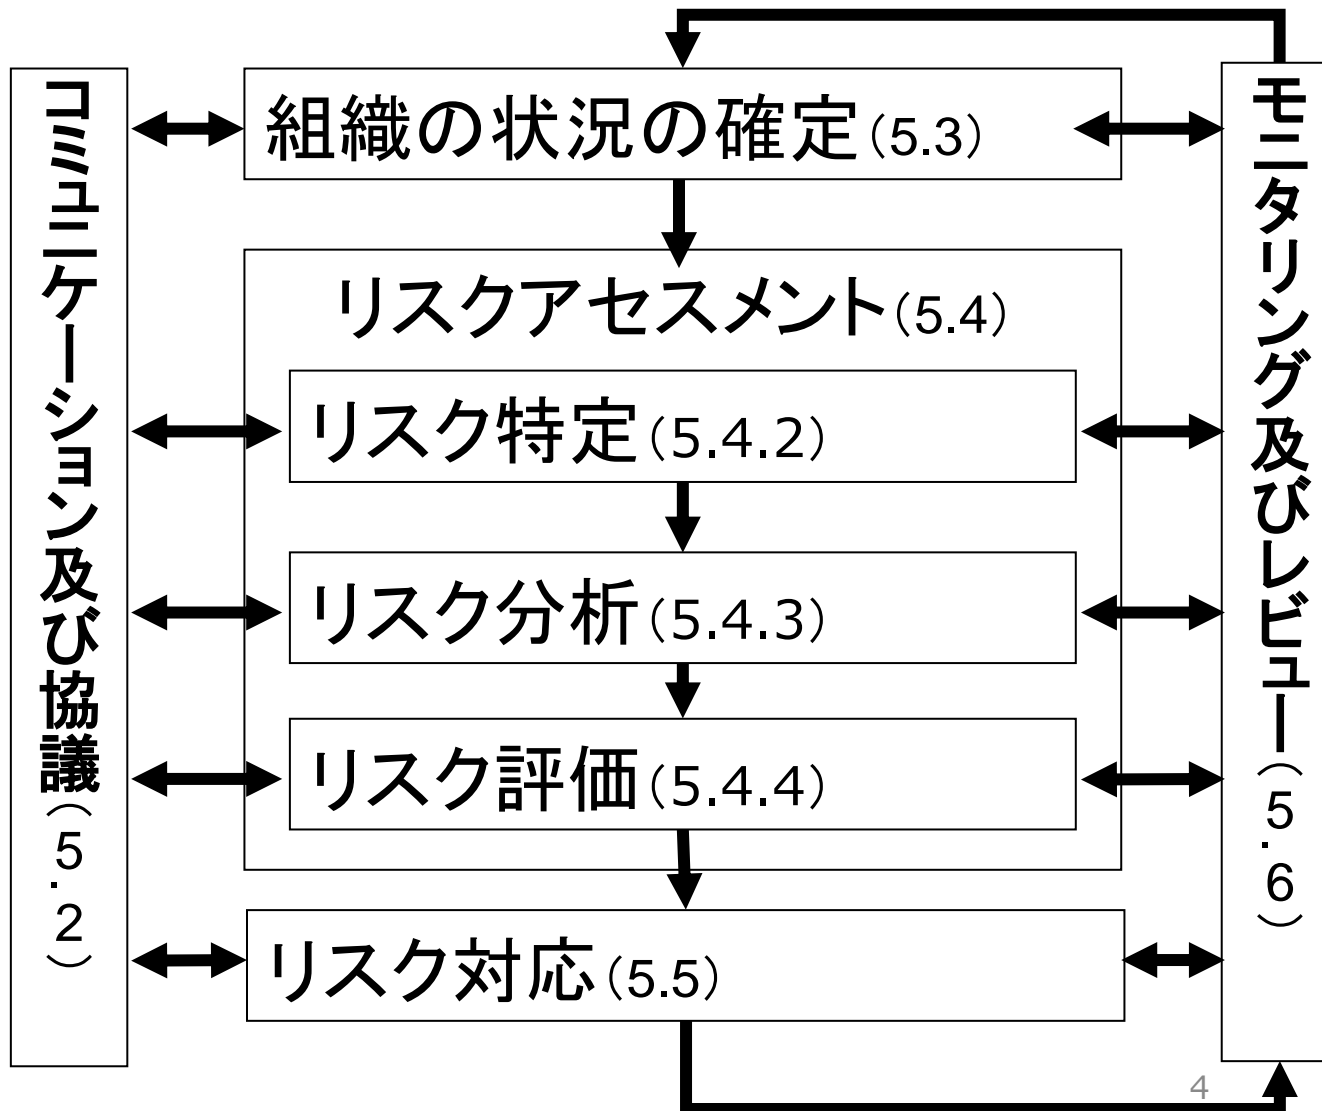 コミュニケーション及び協議（5.2）
組織の状況の確定（5.3）
リスクアセスメント（5.4）
リスク特定（5.4.2）
リスク分析（5.4.3）
リスク評価（5.4.4）
リスク対応（5.5）
モニタリング及びレビュー（5.6）
4